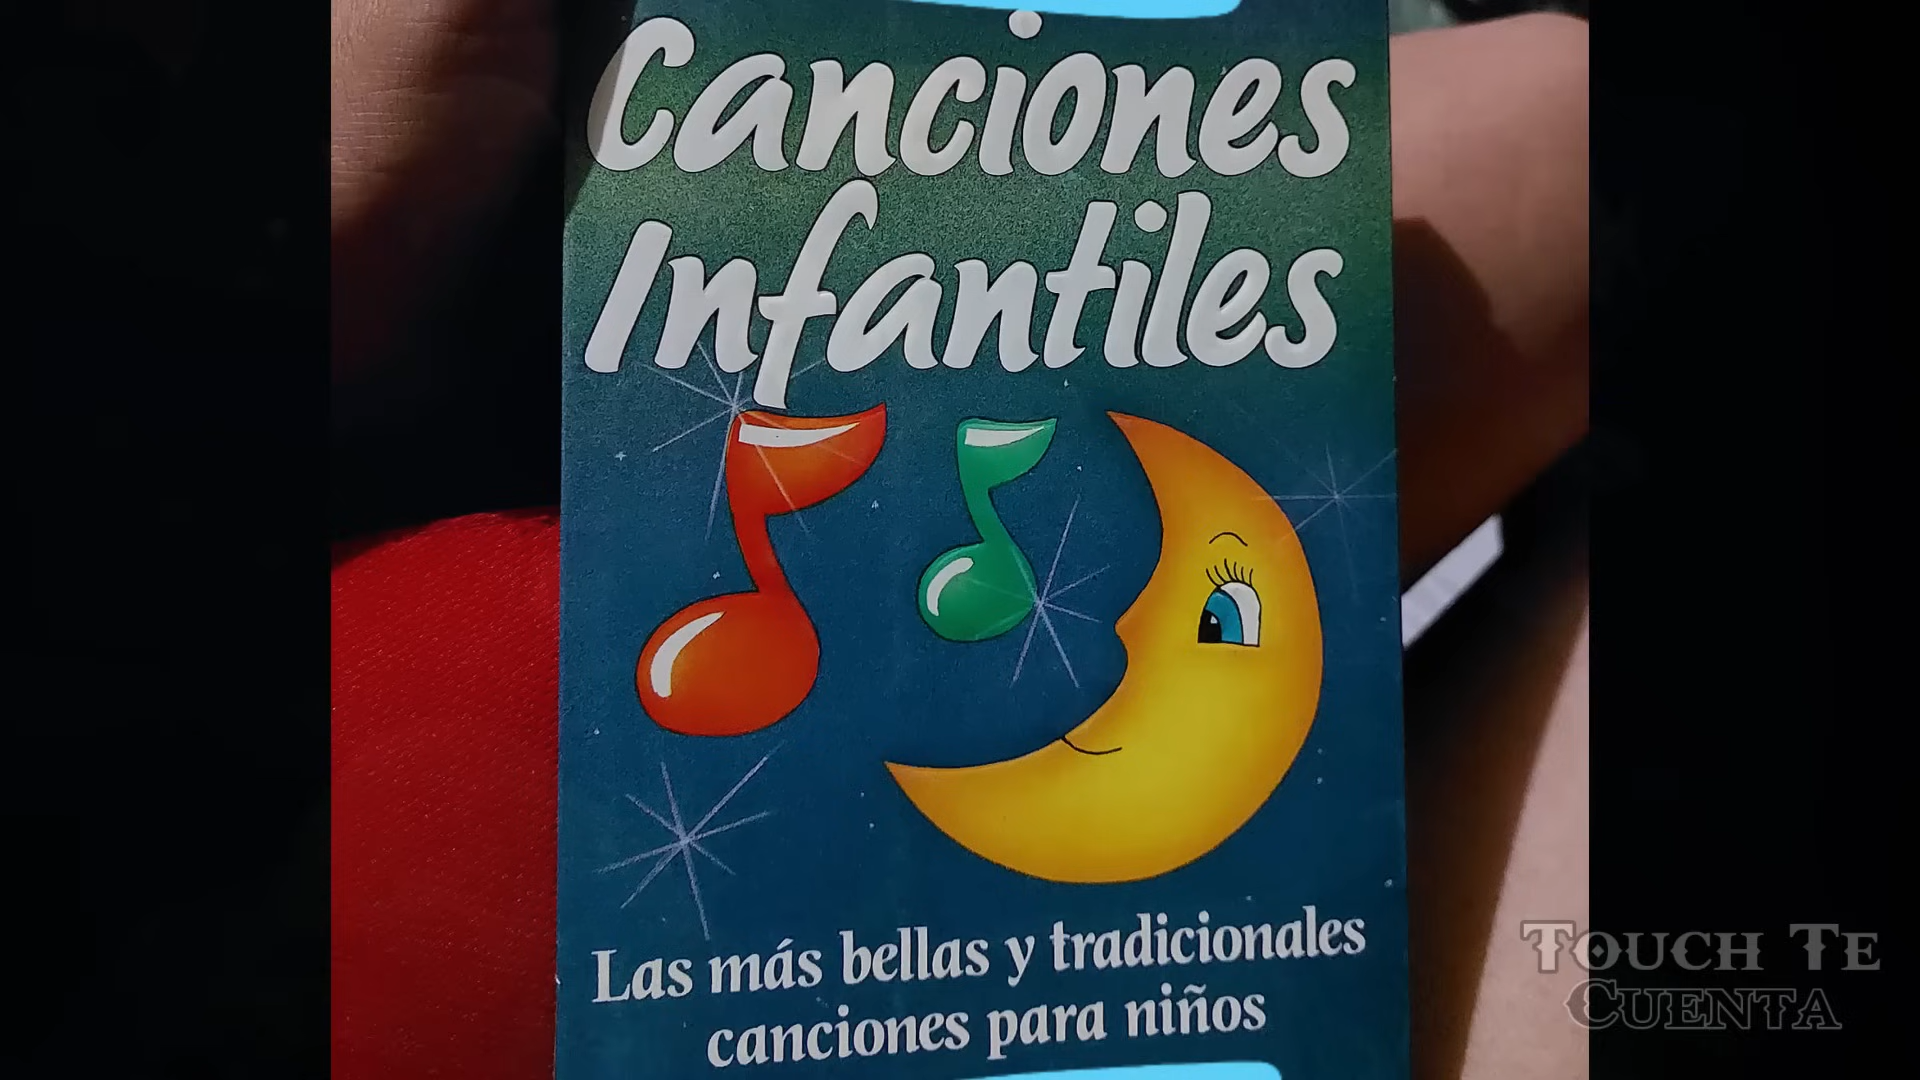 Canciones
Infantiles
Las más bellas y tradicionales
canciones para niños
TOUCH TE
CUENTA